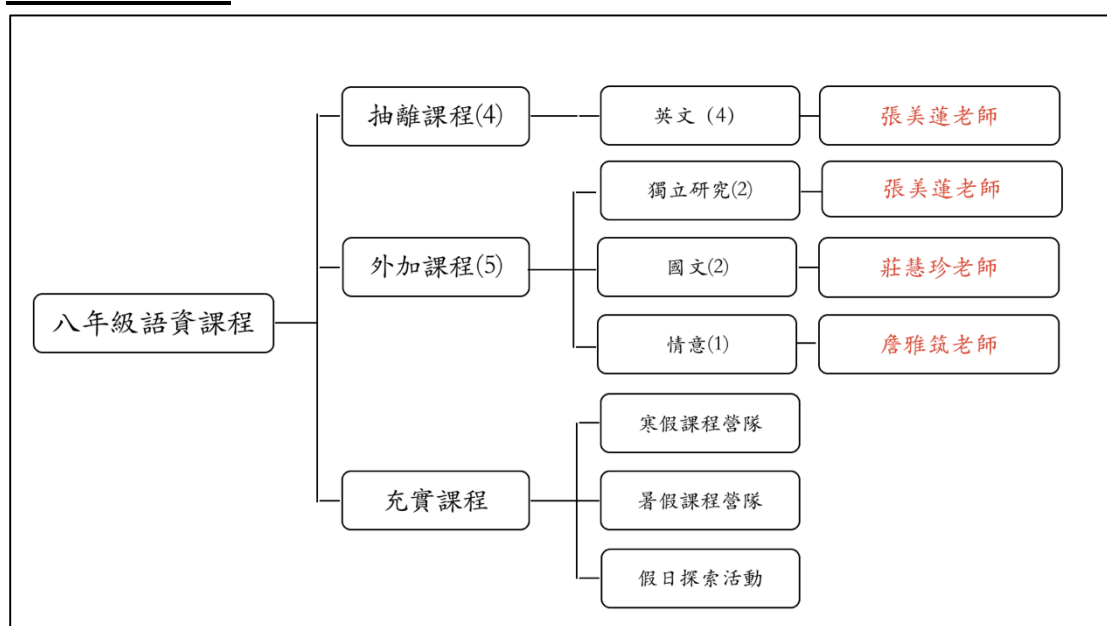 八年級語資課程
抽離課程(4)
英文 (4)
張美蓮老師
外加課程(5)
獨立研究(2)
張美蓮老師
國文(2)
莊慧珍老師
情意(1)
詹雅筑老師
充實課程
寒假課程營隊
暑假課程營隊
假日探索活動